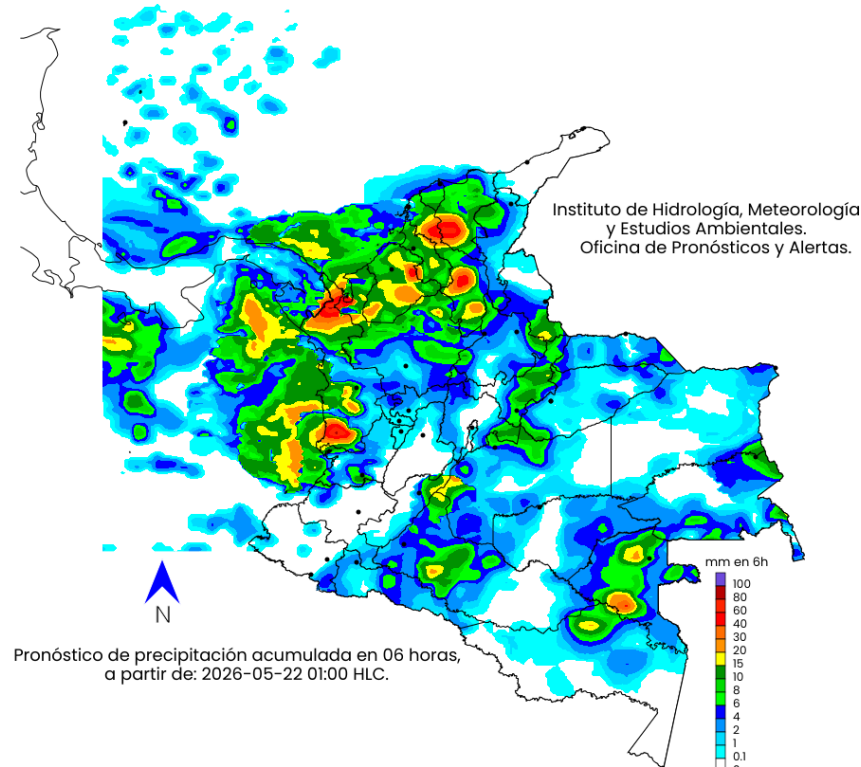 Instituto de Hidrología, Meteorología
y Estudios Ambientales.
Oficina de Pronósticos y Alertas.
mm en 6h
100
80
60
40
30
20
15
10
8
6
4
2
1
0.1
N
Pronóstico de precipitación acumulada en 06 horas,
a partir de: 2026-05-22 01:00 HLC.